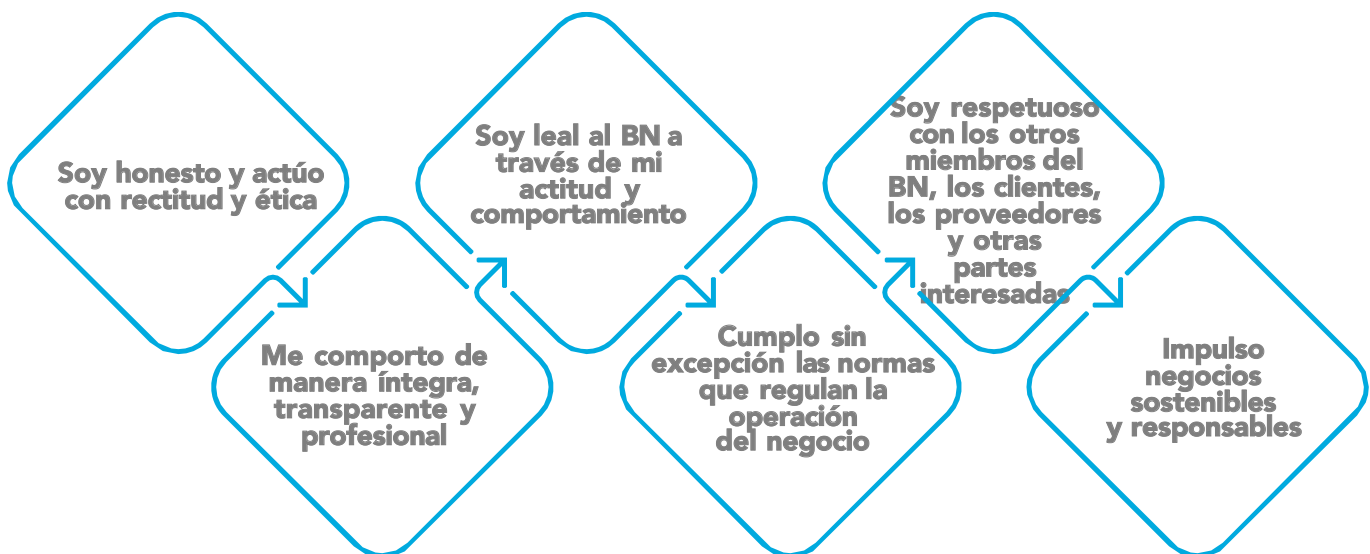 Soy honesto y actúo
con rectitud y ética
Me comporto de
manera íntegra,
transparente y
profesional
Soy leal al BN a
través de mi
actitud y
comportamiento
Cumplo sin
excepción las normas
que regulan la
operación
del negocio
Soy respetuoso
con los otros
miembros del
BN, los clientes,
los proveedores
y otras
partes
interesadas
Impulso
negocios
sostenibles
y responsables